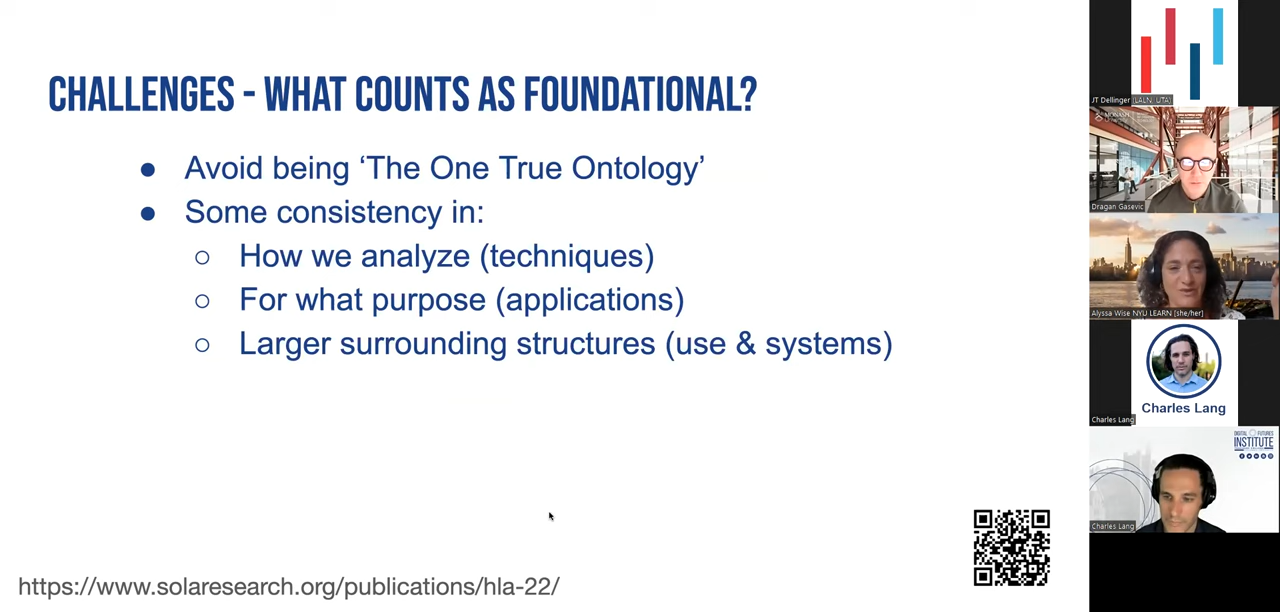 CHALLENGES - WHAT COUNTS AS FOUNDATIONAL?
● Avoid being ‘The One True Ontology’
● Some consistency in:
○ How we analyze (techniques)
○ For what purpose (applications)
○ Larger surrounding structures (use & systems)
https://www.solaresearch.org/publications/hla-22/
JT Dellinger (LALN, UTA)
MONASH
University
Dragan Gasevic
Alyssa Wise NYU LEARN (she/her)
Charles Lang
Charles Lang
DIGITAL FUTURES
INSTITUTE
Charles Lang